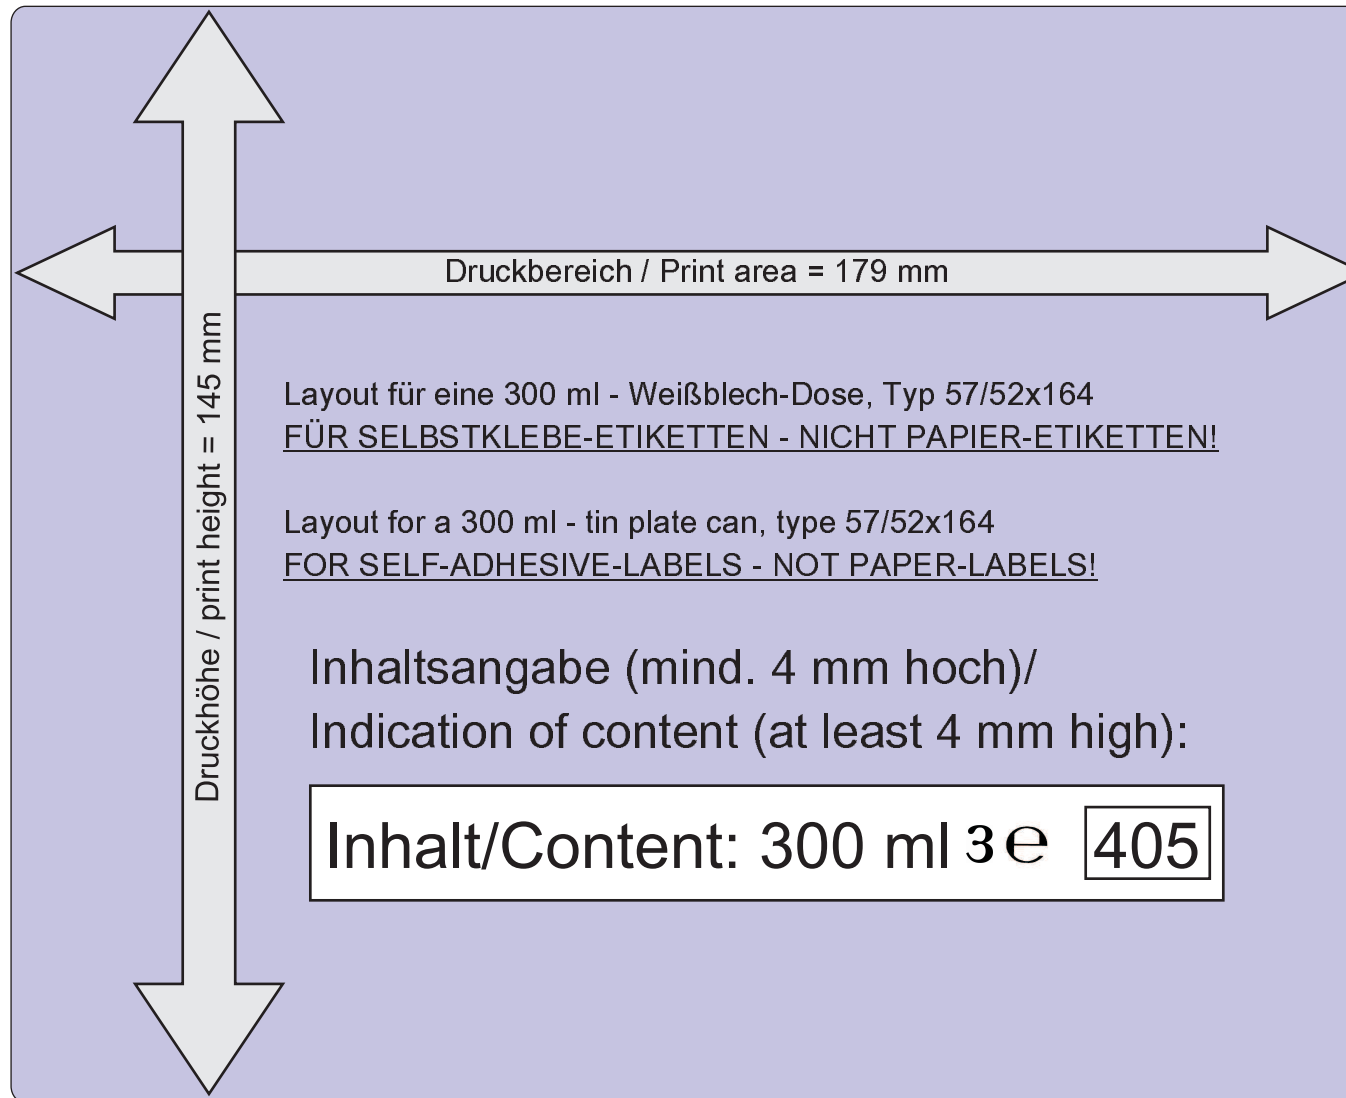 Druckbereich / Print area = 179 mm
Druckhöhe / print height = 145 mm
Layout für eine 300 ml - Weißblech-Dose, Typ 57/52x164
FÜR SELBSTKLEBE-ETIKETTEN - NICHT PAPIER-ETIKETTEN!
Layout for a 300 ml - tin plate can, type 57/52x164
FOR SELF-ADHESIVE-LABELS - NOT PAPER-LABELS!
Inhaltsangabe (mind. 4 mm hoch)/
Indication of content (at least 4 mm high):
Inhalt/Content: 300 ml 3 ℮ 405